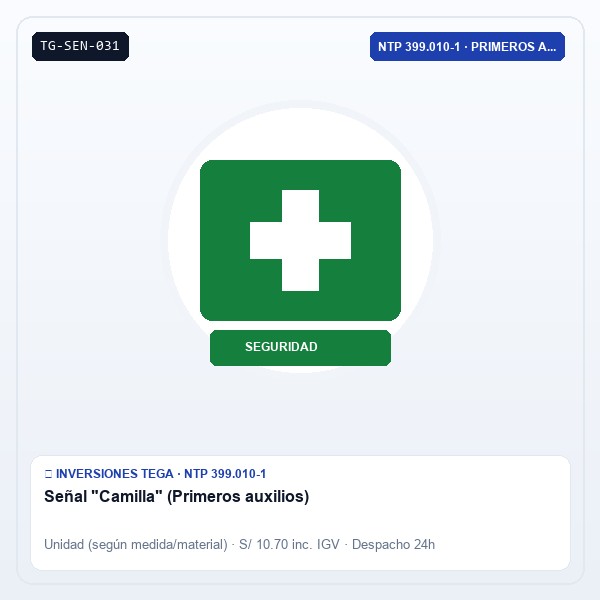 TG-SEN-031
NTP 399.010-1 · PRIMEROS A...
SEGURIDAD
INVERSIONES TEGA · NTP 399.010-1
Señal "Camilla" (Primeros auxilios)
Unidad (según medida/material) · S/ 10.70 inc. IGV · Despacho 24h